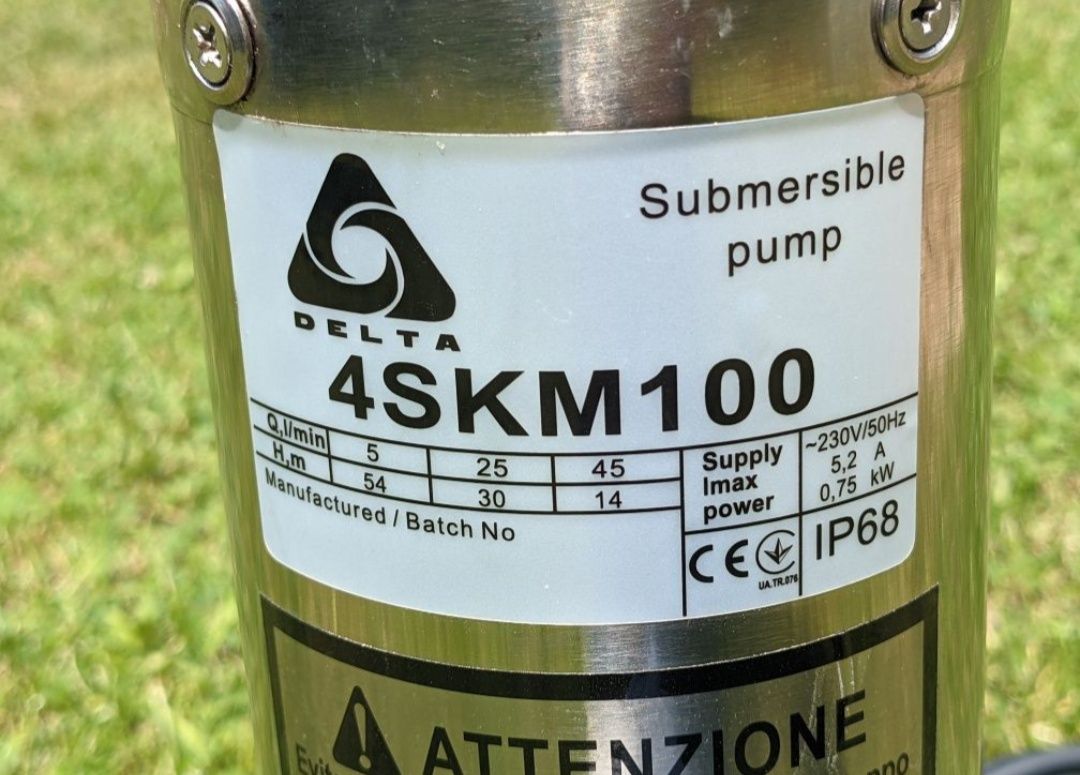 Submersible
pump
DELTA
4SKM100
Q,l/min 5 25 45
H,m 54 30 14
Manufactured / Batch No
Supply ~230V/50Hz
Imax 5,2 A
power 0,75 kW
CE UA.TR.076 IP68
ATTENZIONE